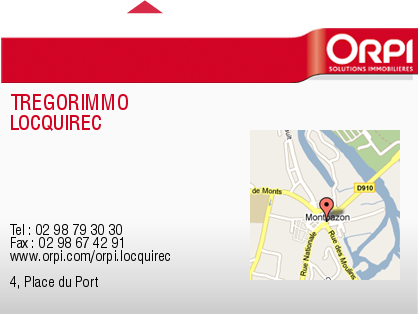 ORPI
SOLUTIONS IMMOBILIÈRES
TREGORIMMO
LOCQUIREC
de Monts
D910
Montbazon
Rue Nationale
Rue des Moulins
Tel : 02 98 79 30 30
Fax : 02 98 67 42 91
www.orpi.com/orpi.locquirec
4, Place du Port